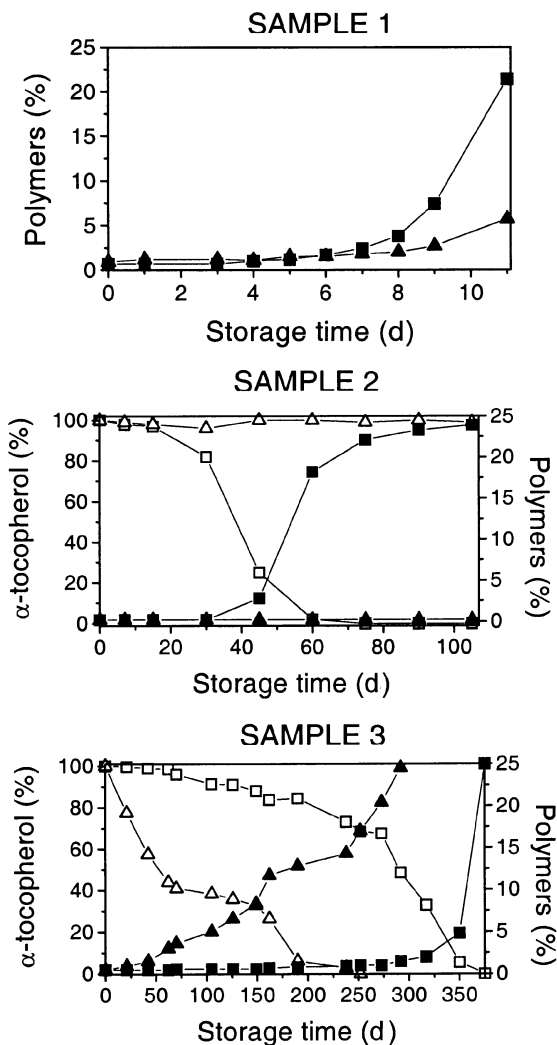 SAMPLE 1
25
20
15
10
5
0
Polymers (%)
0 2 4 6 8 10
Storage time (d)
SAMPLE 2
100
80
60
40
20
0
α-tocopherol (%)
25
20
15
10
5
0
Polymers (%)
0 20 40 60 80 100
Storage time (d)
SAMPLE 3
100
80
60
40
20
0
α-tocopherol (%)
25
20
15
10
5
0
Polymers (%)
0 50 100 150 200 250 300 350
Storage time (d)